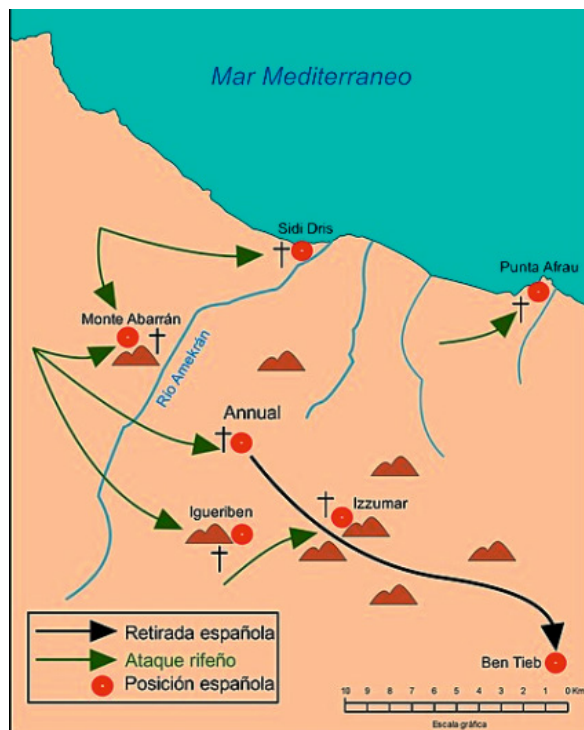 Mar Mediterraneo
Sidi Dris
Punta Afrau
Monte Abarrán
Río Amekrán
Annual
Igueriben
Izzumar
Ben Tieb
Retirada española
Ataque rifeño
Posición española
10 9 8 7 6 5 4 3 2 1 0 Km
Escala gráfica